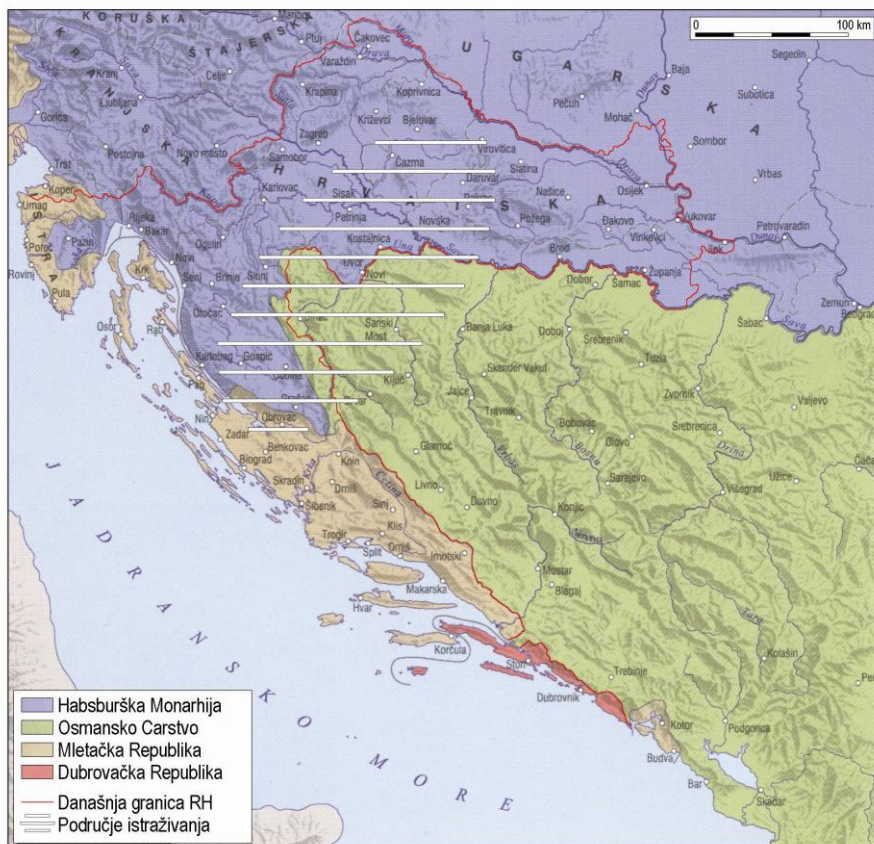 KORUŠKA
ŠTAJERSKA
KRANJSKA
UGARSKA
HRVATSKA
ISTRA
0 100 km
Maribor
Ptuj
Čakovec
Mura
Drava
Varaždin
Kranj
Sava
Celje
Krapina
Koprivnica
Ljubljana
Križevci
Bjelovar
Pečuh
Mohač
Dunav
Baja
Segedin
Subotica
Sombor
Gorica
Postojna
Novo mesto
Samobor
Zagreb
Čazma
Virovitica
Slatina
Daruvar
Našice
Osijek
Drava
Vrbas
Trst
Koper
Umag
Kupa
Karlovac
Sisak
Petrinja
Novska
Požega
Đakovo
Vinkovci
Vukovar
Ilok
Petrovaradin
Dunav
Rijeka
Bakar
Pazin
Poreč
Rovinj
Pula
Ogulin
Kostajnica
Una
Brod
Županja
Šamac
Zemun
Beograd
Sava
Šabac
Krk
Novi
Senj
Brinje
Novi
Dobor
Osor
Rab
Otočac
Sanski
Most
Banja Luka
Doboj
Srebrenik
Tuzla
Karlobag
Gospić
Pag
Ključ
Skender Vakuf
Jajce
Zvornik
Valjevo
Travnik
Vrbas
Bobovac
Bosna
Olovo
Srebrenica
Drina
Nin
Obrovac
Zadar
Benkovac
Biograd
Skradin
Krka
Knin
Drniš
Glamoč
Sarajevo
Višegrad
Užice
Čača
Šibenik
Sinj
Cetina
Livno
Duvno
Konjic
Neretva
Trogir
Klis
Split
Omiš
Imotski
Mostar
Blagaj
Makarska
Hvar
Tara
Kolašin
Korčula
Ston
Trebinje
Dubrovnik
Kotor
Podgorica
Budva
Bar
Skadar
JADRANSKO MORE
Habsburška Monarhija
Osmansko Carstvo
Mletačka Republika
Dubrovačka Republika
Današnja granica RH
Područje istraživanja